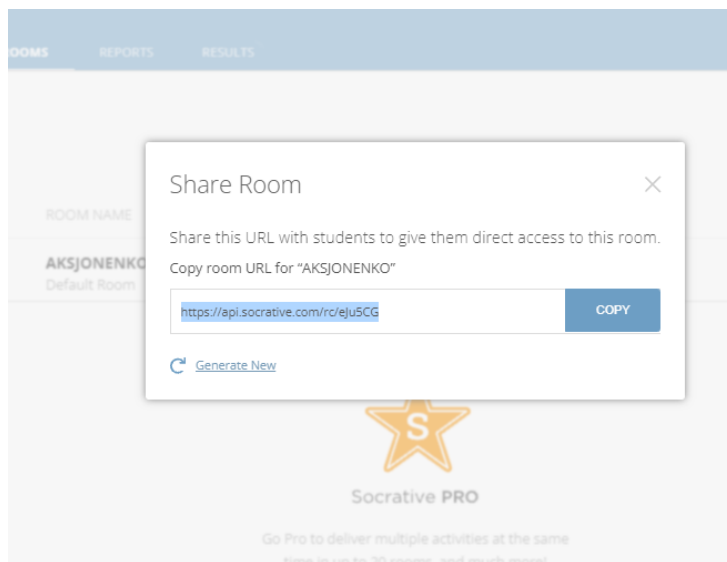 ROOMS REPORTS RESULTS
Share Room
ROOM NAME
Share this URL with students to give them direct access to this room.
AKSJONENKO
Copy room URL for “AKSJONENKO”
Default Room
https://api.socrative.com/rc/eJu5CG COPY
Generate New
S
Socrative PRO
Go Pro to deliver multiple activities at the same
time in up to 20 rooms, and much more!